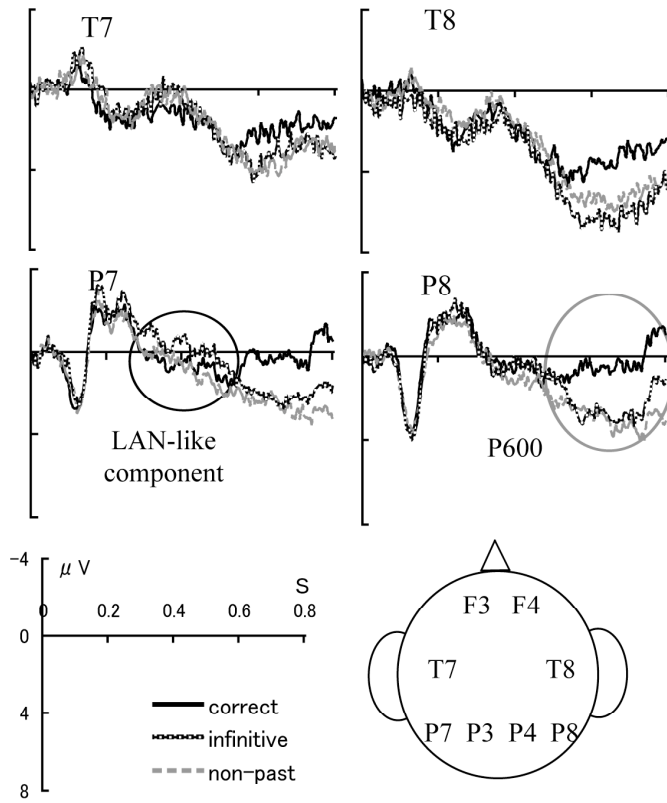 T7
T8
P7
P8
LAN-like
component
P600
-4
μV
S
0 0.2 0.4 0.6 0.8
0
4
8
correct
infinitive
non-past
F3 F4
T7 T8
P7 P3 P4 P8